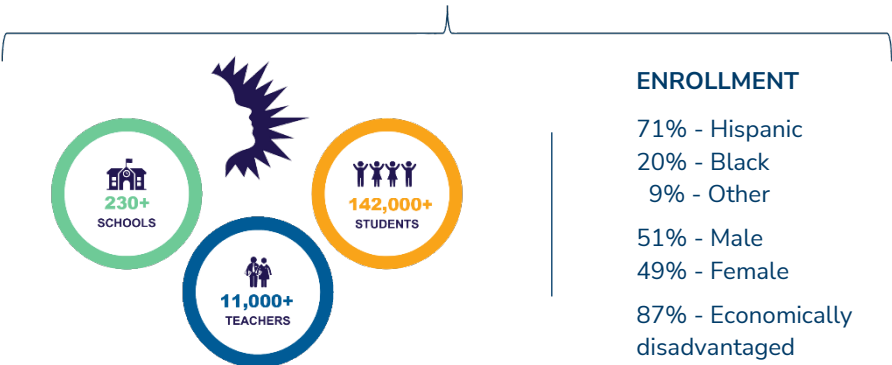 230+
SCHOOLS
142,000+
STUDENTS
11,000+
TEACHERS
ENROLLMENT
71% - Hispanic
20% - Black
9% - Other
51% - Male
49% - Female
87% - Economically
disadvantaged